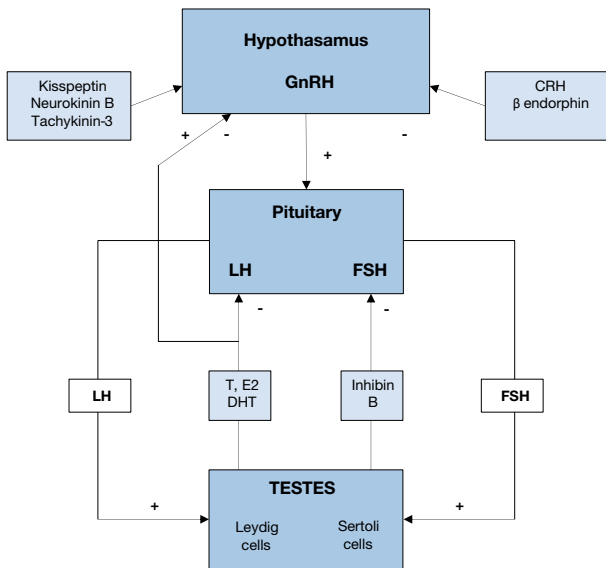 Hypothasamus
GnRH
Kisspeptin
Neurokinin B
Tachykinin-3
CRH
β endorphin
+ -
-
+
Pituitary
LH FSH
- -
T, E2
DHT
Inhibin
B
LH
FSH
+
+
TESTES
Leydig
cells
Sertoli
cells